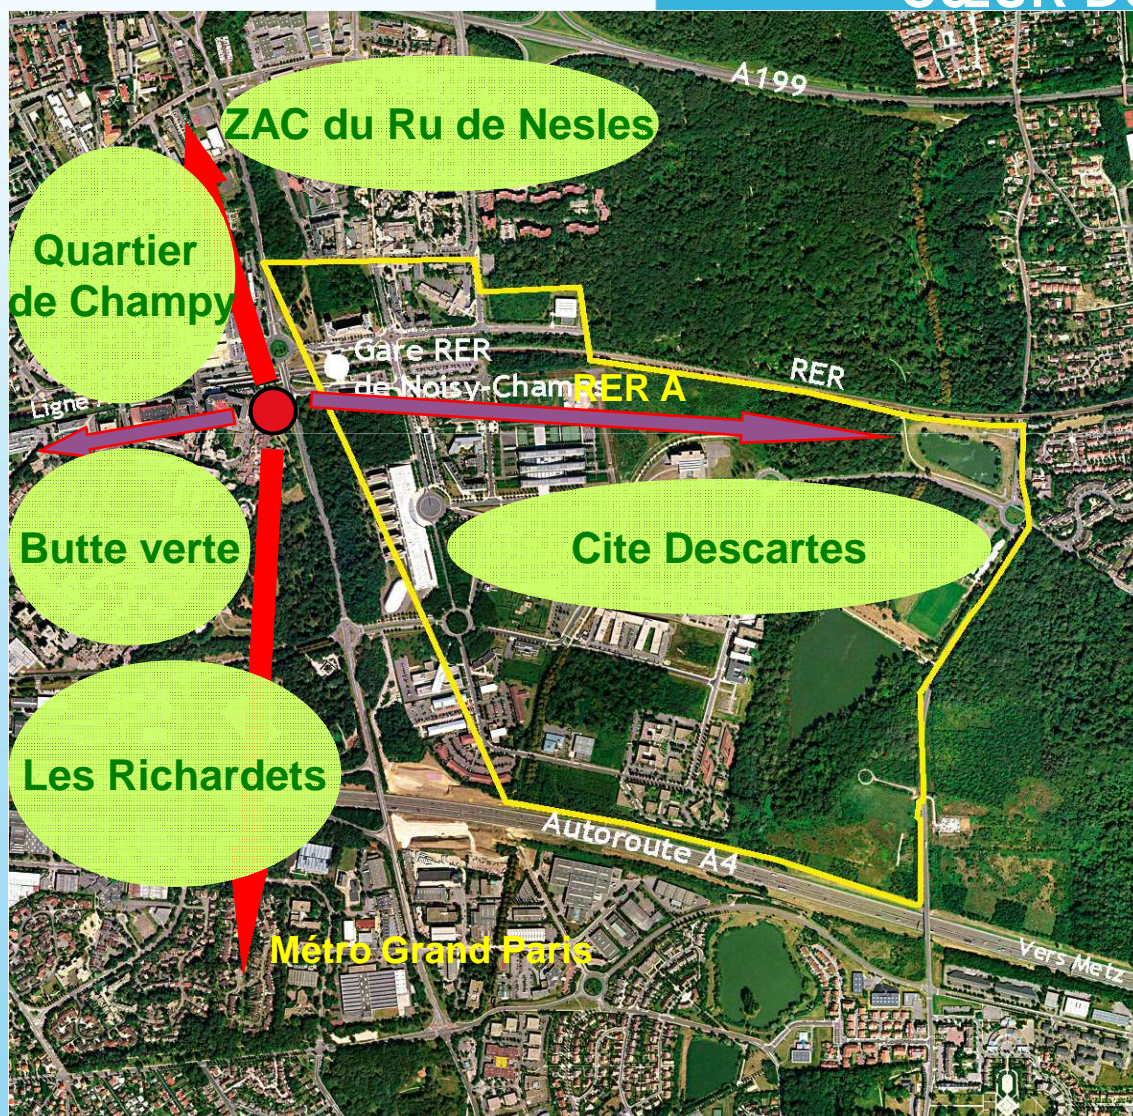 A199
ZAC du Ru de Nesles
Quartier
de Champy
Gare RER
de Noisy-Champs
RER A
RER
Ligne
Butte verte
Cite Descartes
Les Richardets
Autoroute A4
Métro Grand Paris
Vers Metz